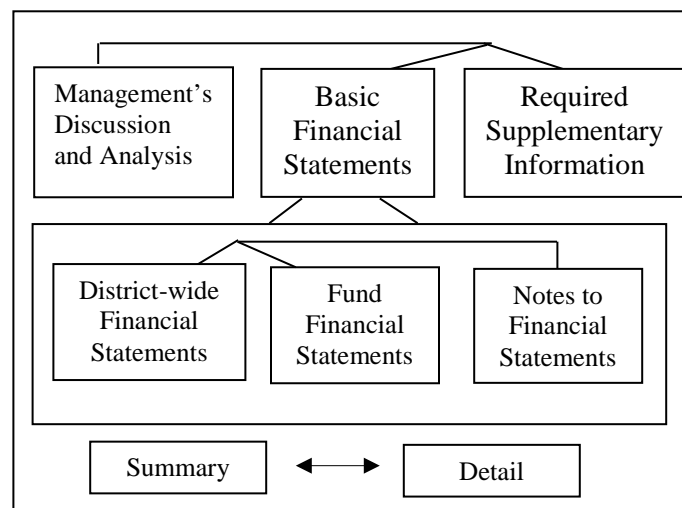 Management’s
Discussion
and Analysis
Basic
Financial
Statements
Required
Supplementary
Information
District-wide
Financial
Statements
Fund
Financial
Statements
Notes to
Financial
Statements
Summary
Detail